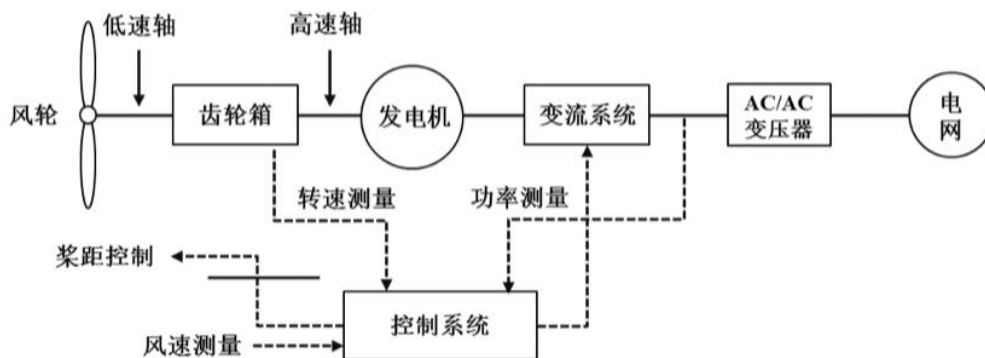 低速轴
高速轴
风轮
齿轮箱
发电机
变流系统
AC/AC
变压器
电
网
转速测量
功率测量
桨距控制
控制系统
风速测量